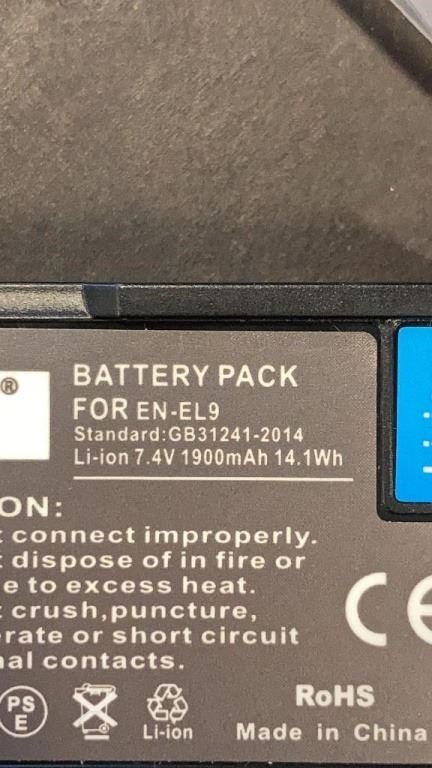 ®
BATTERY PACK
FOR EN-EL9
Standard:GB31241-2014
Li-ion 7.4V 1900mAh 14.1Wh
ON:
t connect improperly.
t dispose of in fire or
e to excess heat.
t crush,puncture,
erate or short circuit
nal contacts.
CE
PS
E
Li-ion
RoHS
Made in China